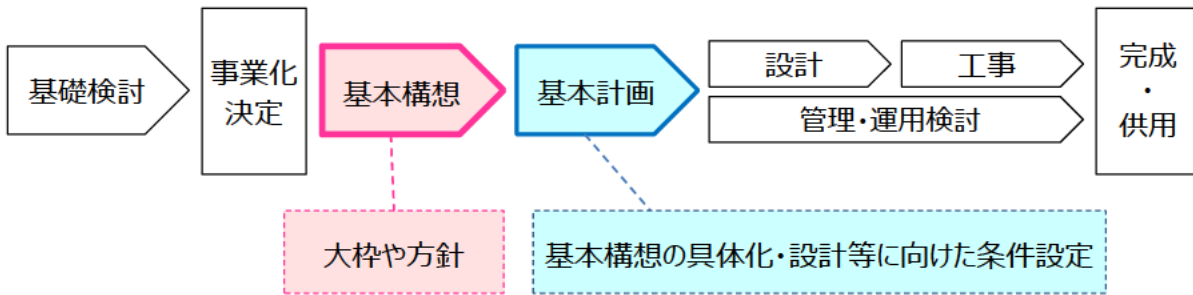 基礎検討
事業化
決定
基本構想
基本計画
設計
工事
管理・運用検討
完成
・
供用
大枠や方針
基本構想の具体化・設計等に向けた条件設定